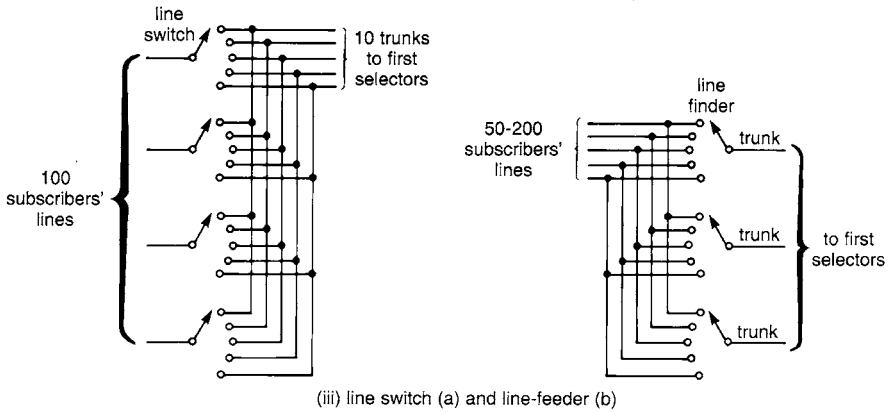 line
switch
10 trunks
to first
selectors
100
subscribers'
lines
50-200
subscribers'
lines
line
finder
trunk
trunk
trunk
to first
selectors
(iii) line switch (a) and line-feeder (b)